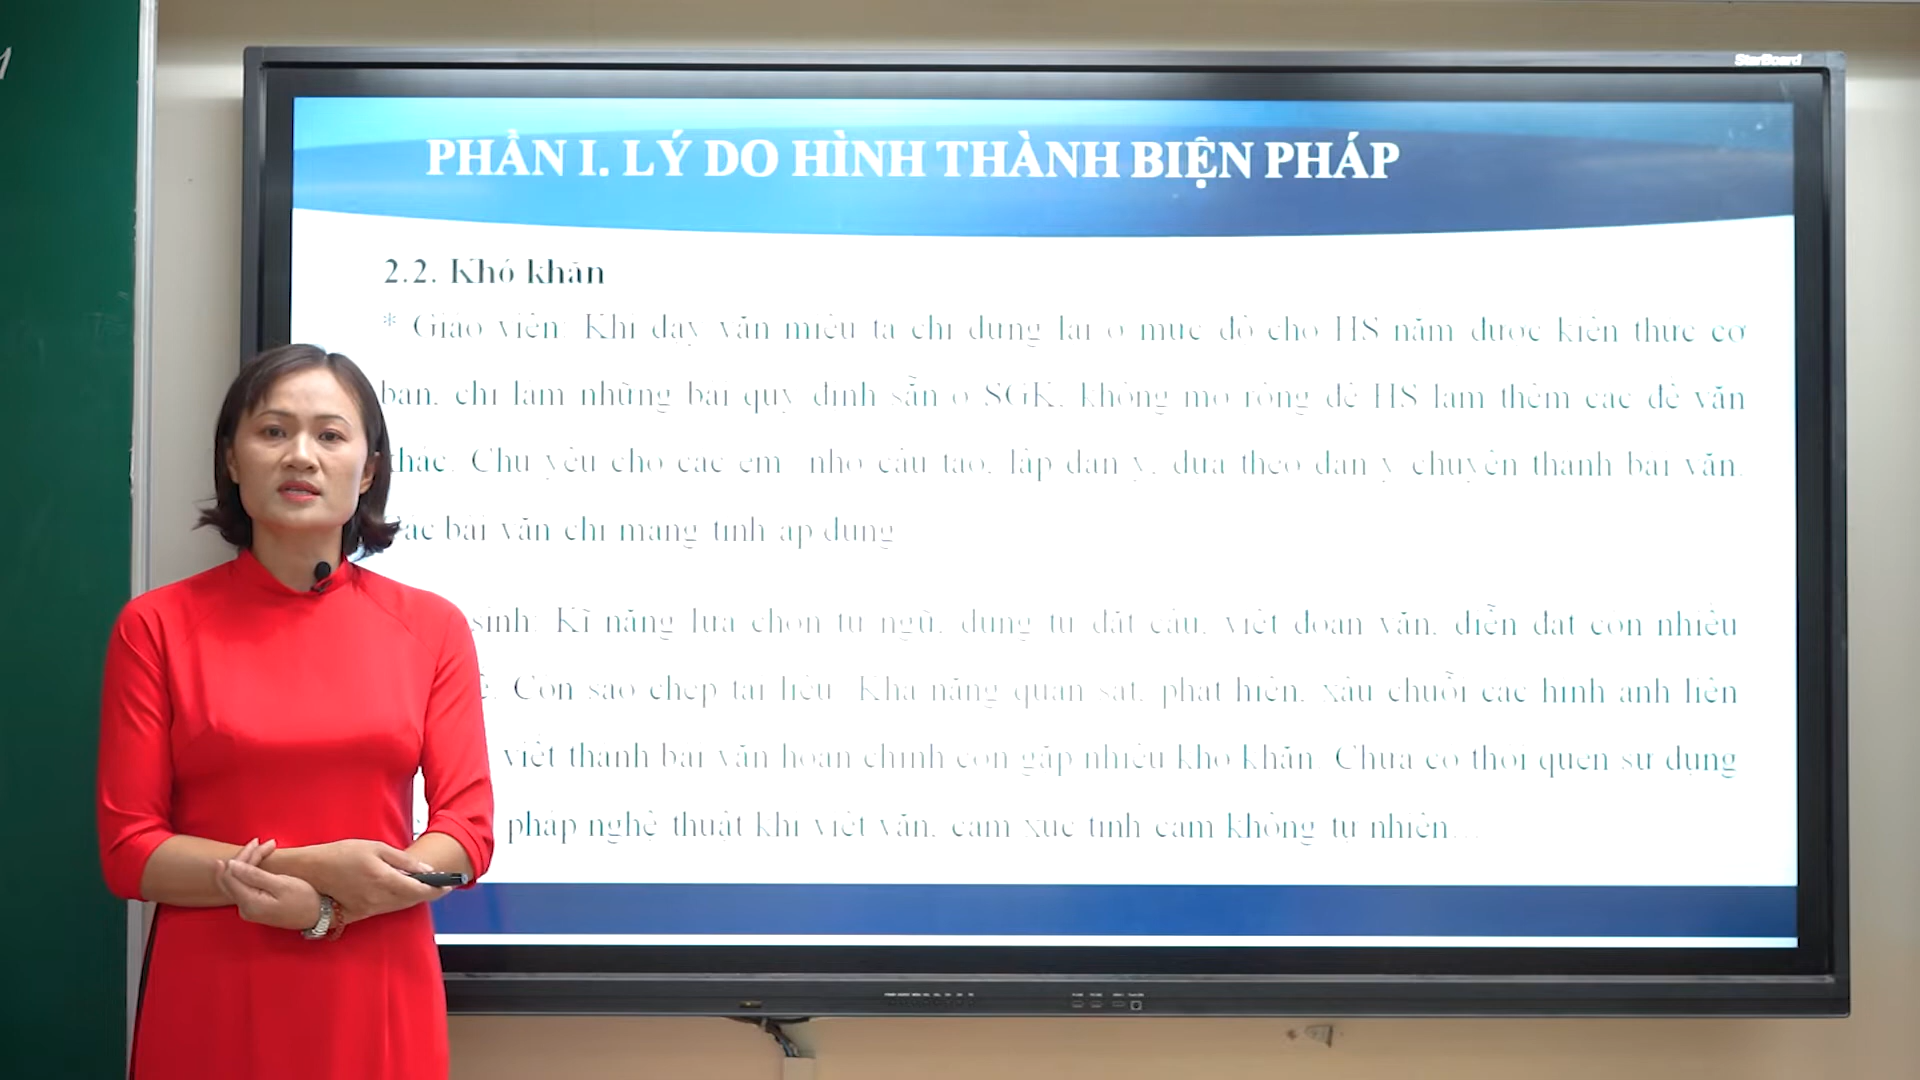 StarBoard
PHẦN I. LÝ DO HÌNH THÀNH BIỆN PHÁP
2.2. Khó khăn
* Giáo viên: Khi dạy văn miêu tả chỉ dừng lại ở mức độ cho HS nắm được kiến thức cơ
bản, chỉ làm những bài quy định sẵn ở SGK, không mở rộng để HS làm thêm các đề văn
khác. Chủ yếu cho các em nhớ cấu tạo, lập dàn ý, dựa theo dàn ý chuyển thành bài văn.
Các bài văn chỉ mang tính áp dụng
sinh: Kĩ năng lựa chọn từ ngữ, dùng từ đặt câu, viết đoạn văn, diễn đạt còn nhiều
Còn sao chép tài liệu. Khả năng quan sát, phát hiện, xâu chuỗi các hình ảnh liên
viết thành bài văn hoàn chỉnh còn gặp nhiều khó khăn. Chưa có thói quen sử dụng
pháp nghệ thuật khi viết văn, cảm xúc tình cảm không tự nhiên...